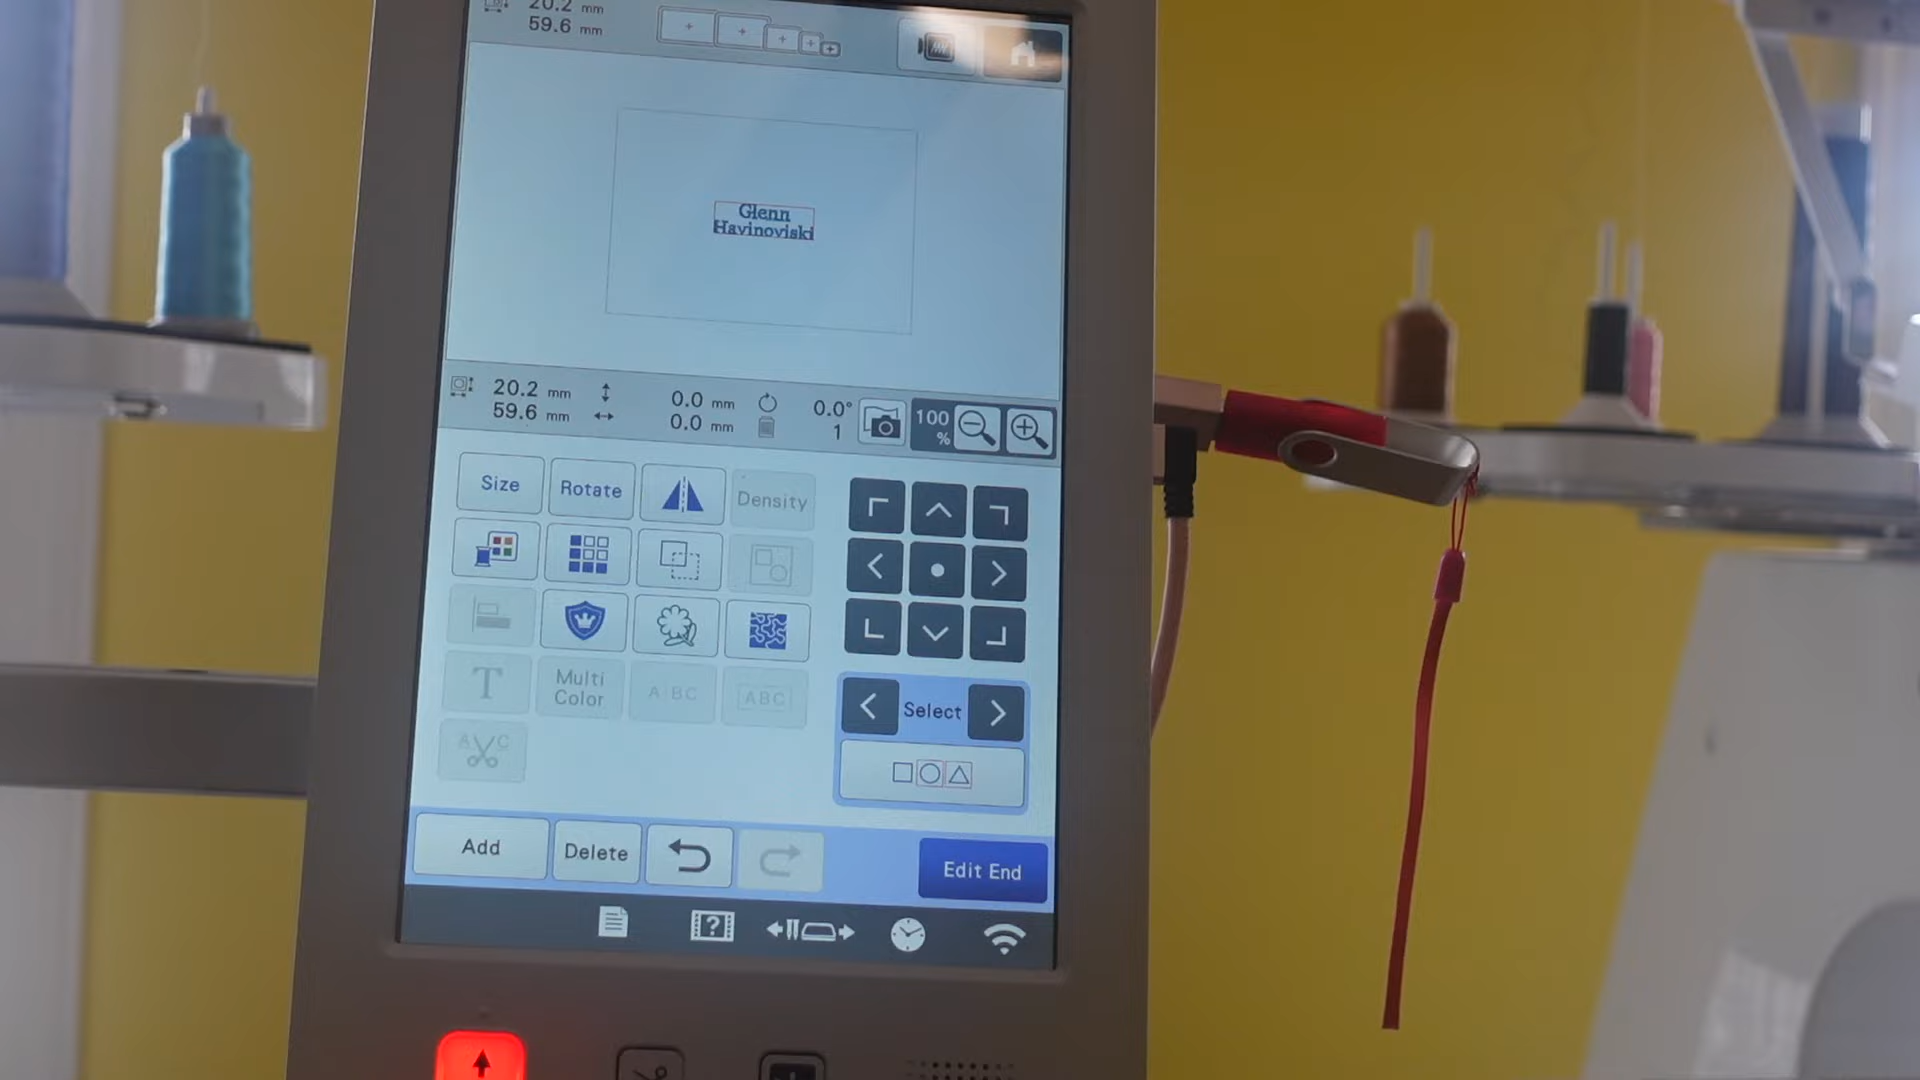 20.2 mm
59.6 mm
Glenn
Havinoviski
20.2 mm 0.0 mm 0.0° 100
59.6 mm 0.0 mm 1 %
Size Rotate Density
T Multi Color ABC ABC
Select
A C
Add Delete Edit End